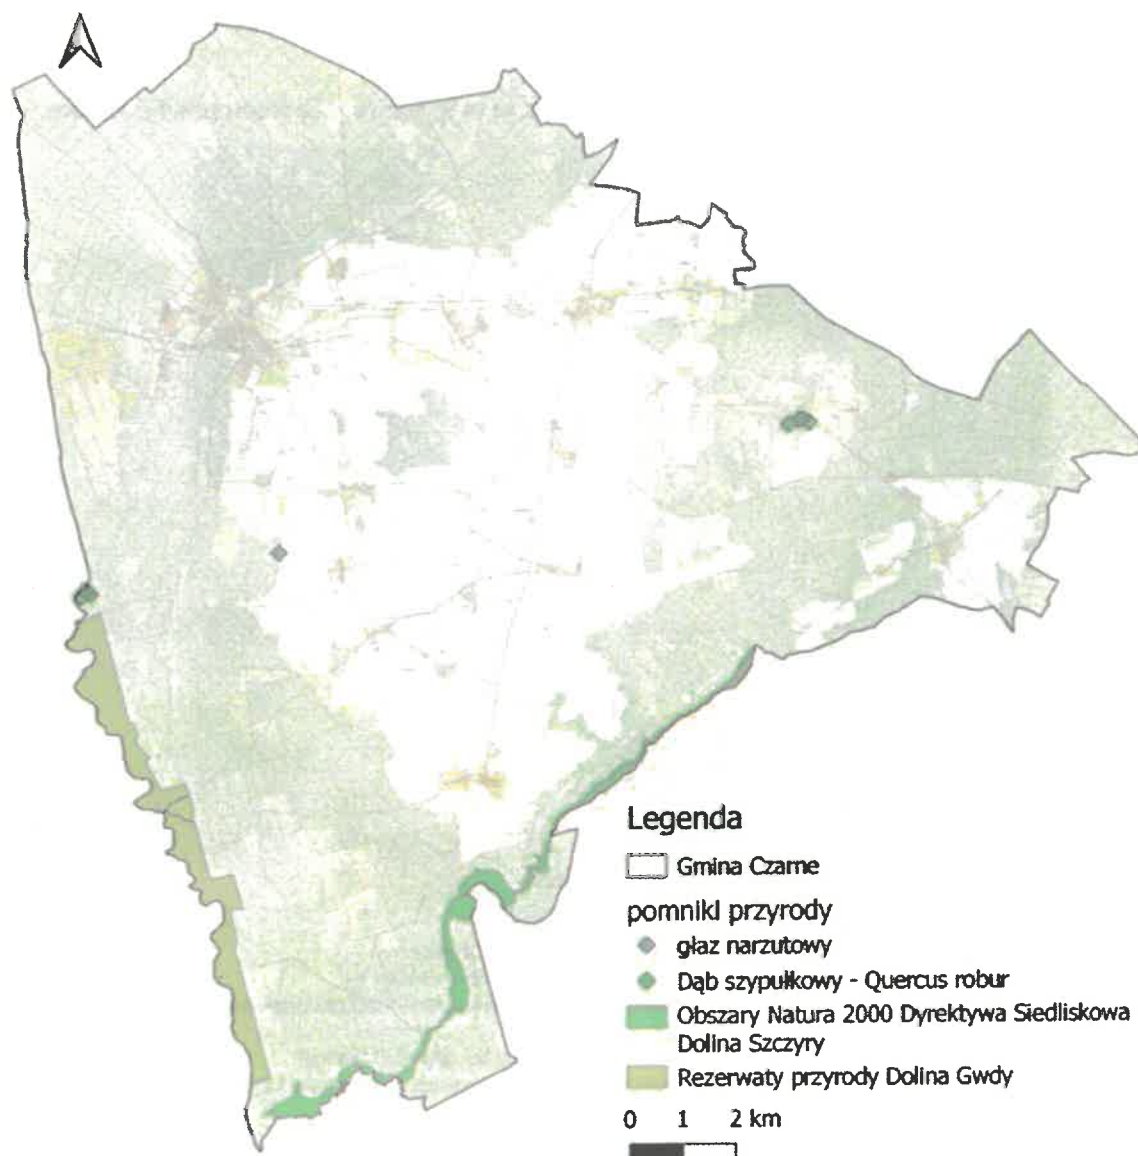 Legenda
Gmina Czarne
pomniki przyrody
głaz narzutowy
Dąb szypułkowy - Quercus robur
Obszary Natura 2000 Dyrektywa Siedliskowa
Dolina Szczyry
Rezerwaty przyrody Dolina Gwdy
0 1 2 km